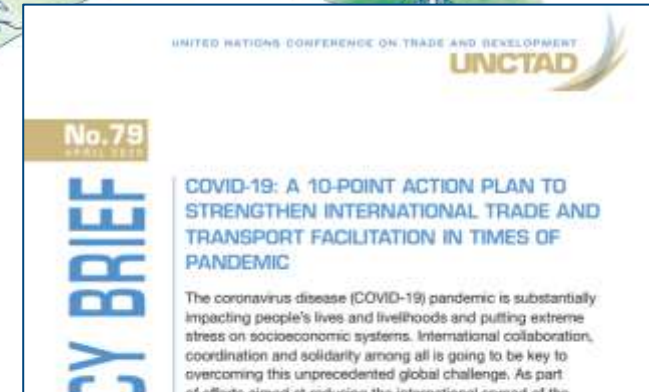 UNITED NATIONS CONFERENCE ON TRADE AND DEVELOPMENT
UNCTAD
No.79
APRIL 2020
CY BRIEF
COVID-19: A 10-POINT ACTION PLAN TO
STRENGTHEN INTERNATIONAL TRADE AND
TRANSPORT FACILITATION IN TIMES OF
PANDEMIC
The coronavirus disease (COVID-19) pandemic is substantially
impacting people's lives and livelihoods and putting extreme
stress on socioeconomic systems. International collaboration,
coordination and solidarity among all is going to be key to
overcoming this unprecedented global challenge. As part
of efforts aimed at reducing the international spread of the